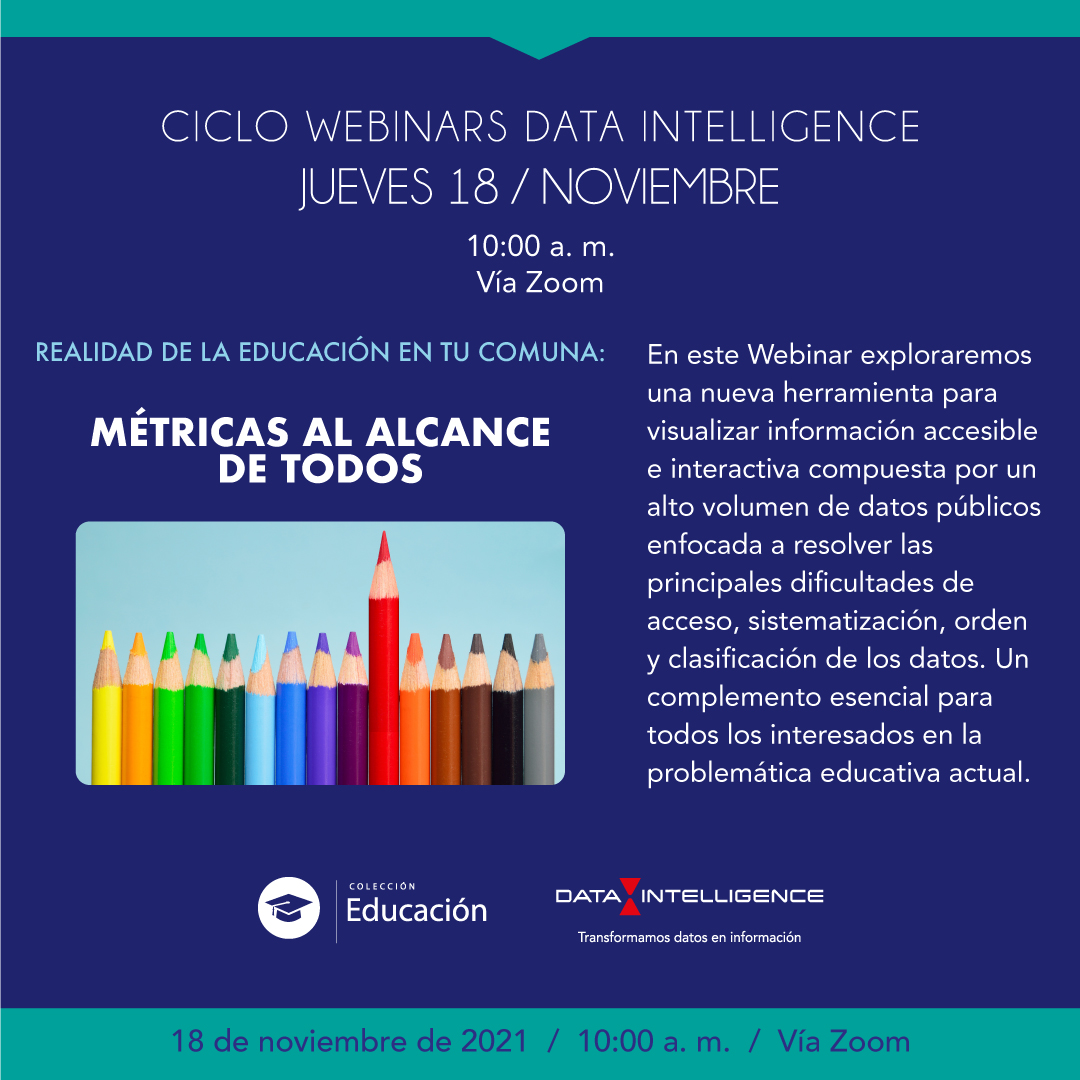 CICLO WEBINARS DATA INTELLIGENCE
JUEVES 18 / NOVIEMBRE
10:00 a. m.
Vía Zoom
REALIDAD DE LA EDUCACIÓN EN TU COMUNA:
MÉTRICAS AL ALCANCE
DE TODOS
En este Webinar exploraremos
una nueva herramienta para
visualizar información accesible
e interactiva compuesta por un
alto volumen de datos públicos
enfocada a resolver las
principales dificultades de
acceso, sistematización, orden
y clasificación de los datos. Un
complemento esencial para
todos los interesados en la
problemática educativa actual.
COLECCIÓN
Educación
DATA INTELLIGENCE
Transformamos datos en información
18 de noviembre de 2021 / 10:00 a. m. / Vía Zoom